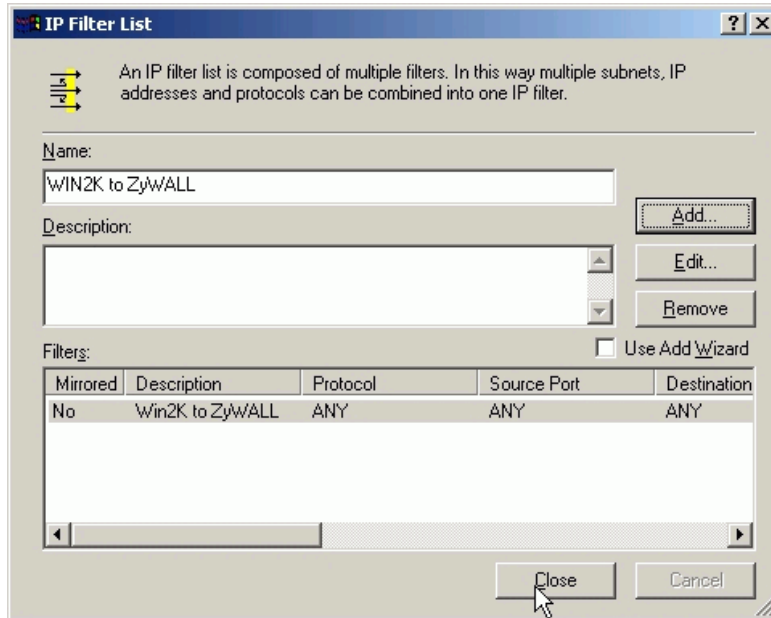 IP Filter List
An IP filter list is composed of multiple filters. In this way multiple subnets, IP
addresses and protocols can be combined into one IP filter.
Name:
WIN2K to ZyWALL
Add...
Description:
Edit...
Remove
Filters:
Use Add Wizard
Mirrored Description Protocol Source Port Destination
No Win2K to ZyWALL ANY ANY ANY
Close Cancel